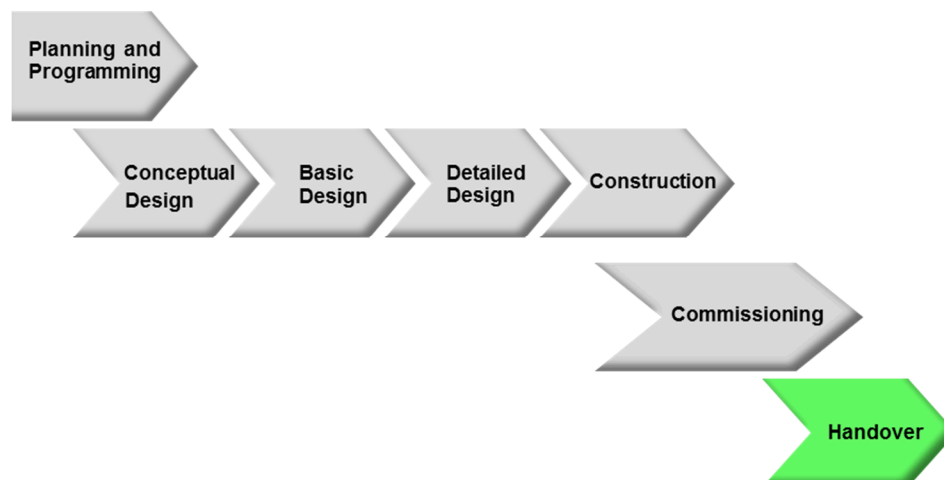 Planning and
Programming
Conceptual
Design
Basic
Design
Detailed
Design
Construction
Commissioning
Handover